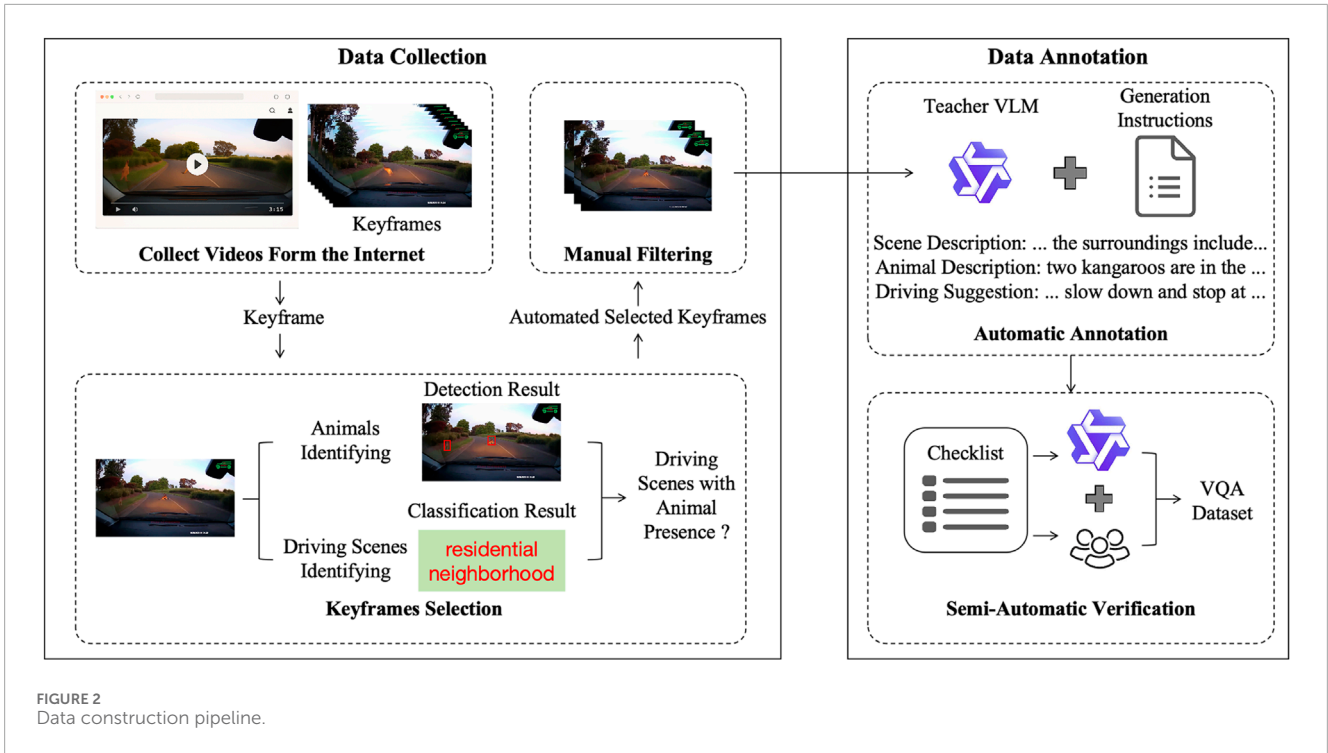 Data Collection
3:15
Keyframes
Collect Videos Form the Internet
Manual Filtering
Keyframe
Automated Selected Keyframes
Animals
Identifying
Detection Result
Driving Scenes
Identifying
Classification Result
residential
neighborhood
Driving
Scenes with
Animal
Presence ?
Keyframes Selection
Data Annotation
Teacher VLM
Generation
Instructions
Scene Description: ... the surroundings include...
Animal Description: two kangaroos are in the ...
Driving Suggestion: ... slow down and stop at ...
Automatic Annotation
Checklist
VQA
Dataset
Semi-Automatic Verification
FIGURE 2
Data construction pipeline.